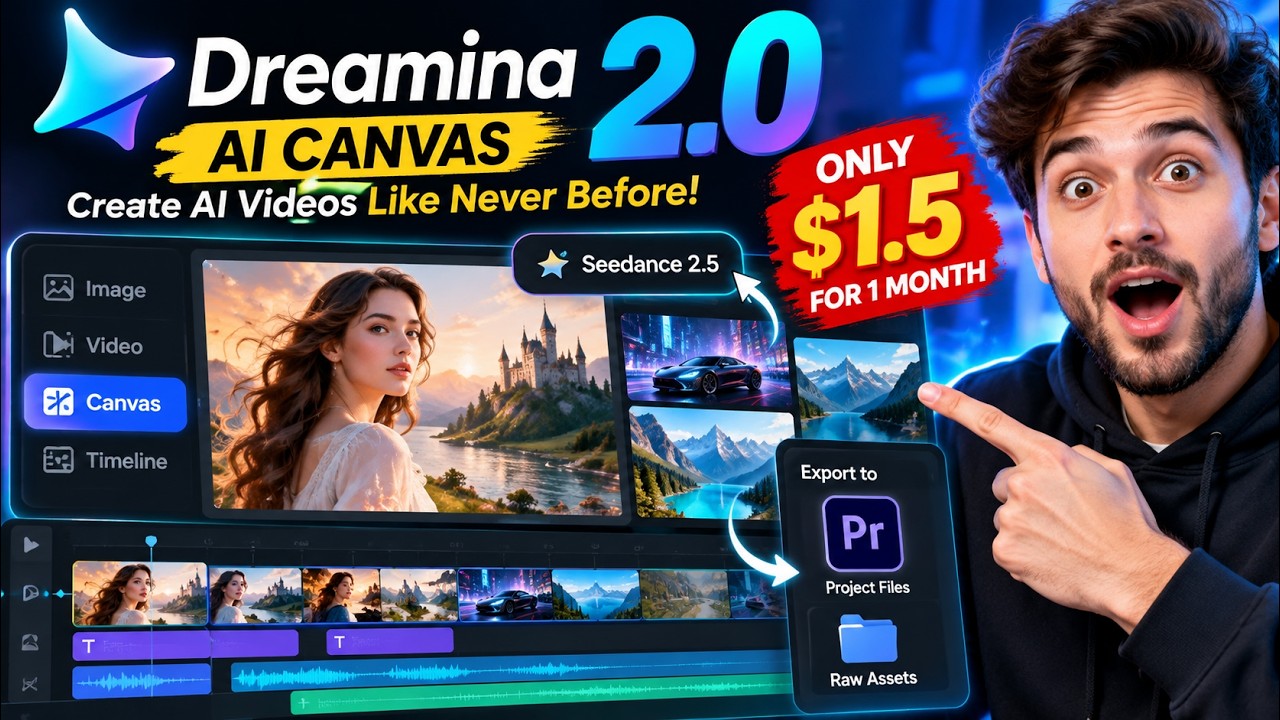 Dreamina 2.0
AI CANVAS
Create AI Videos Like Never Before!
ONLY
$1.5
FOR 1 MONTH
Seedance 2.5
Image
Video
Canvas
Timeline
Export to
Pr
Project Files
Raw Assets
T
T